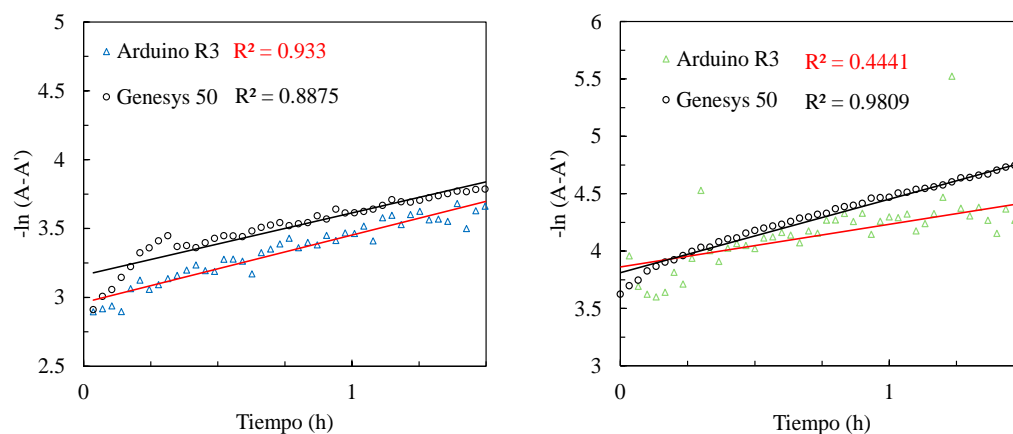 5
4.5
4
3.5
3
2.5
-ln (A-A')
Arduino R3 R² = 0.933
Genesys 50 R² = 0.8875
0 1
Tiempo (h)
6
5.5
5
4.5
4
3.5
3
-ln (A-A')
Arduino R3 R² = 0.4441
Genesys 50 R² = 0.9809
0 1
Tiempo (h)